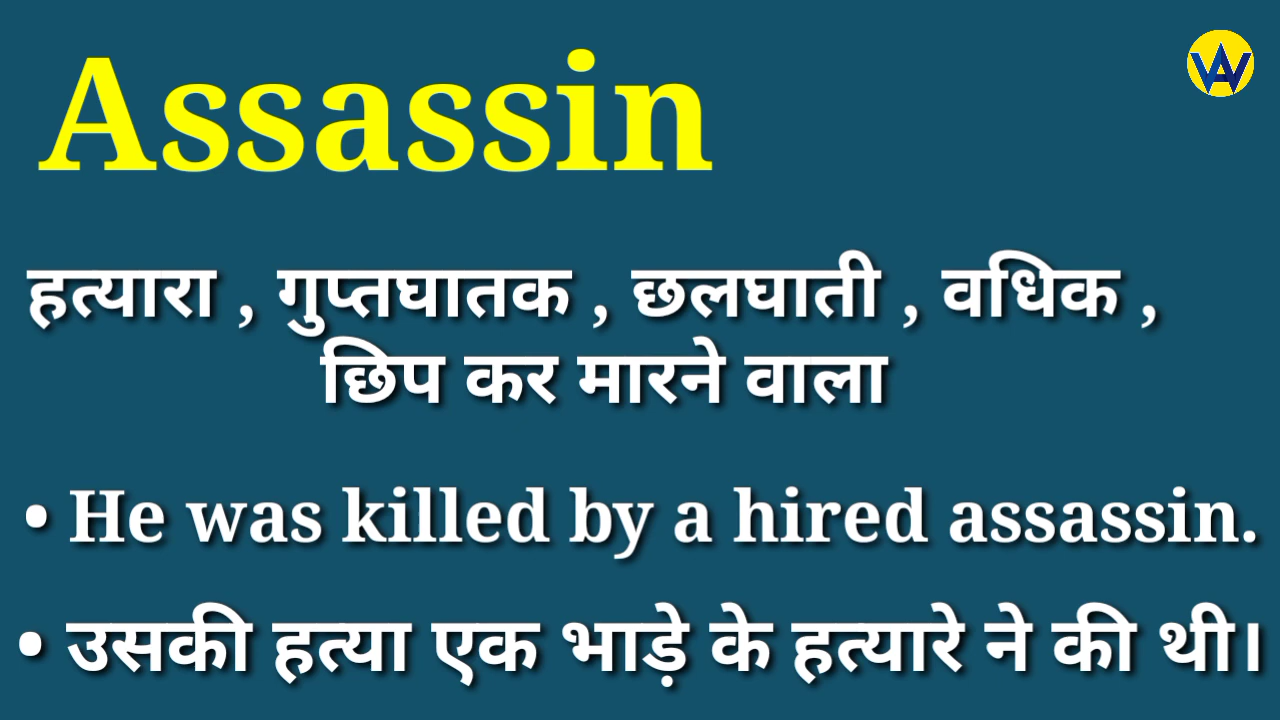 Assassin
हत्यारा , गुप्तघातक , छलघाती , वधिक ,
छिप कर मारने वाला
• He was killed by a hired assassin.
• उसकी हत्या एक भाड़े के हत्यारे ने की थी।